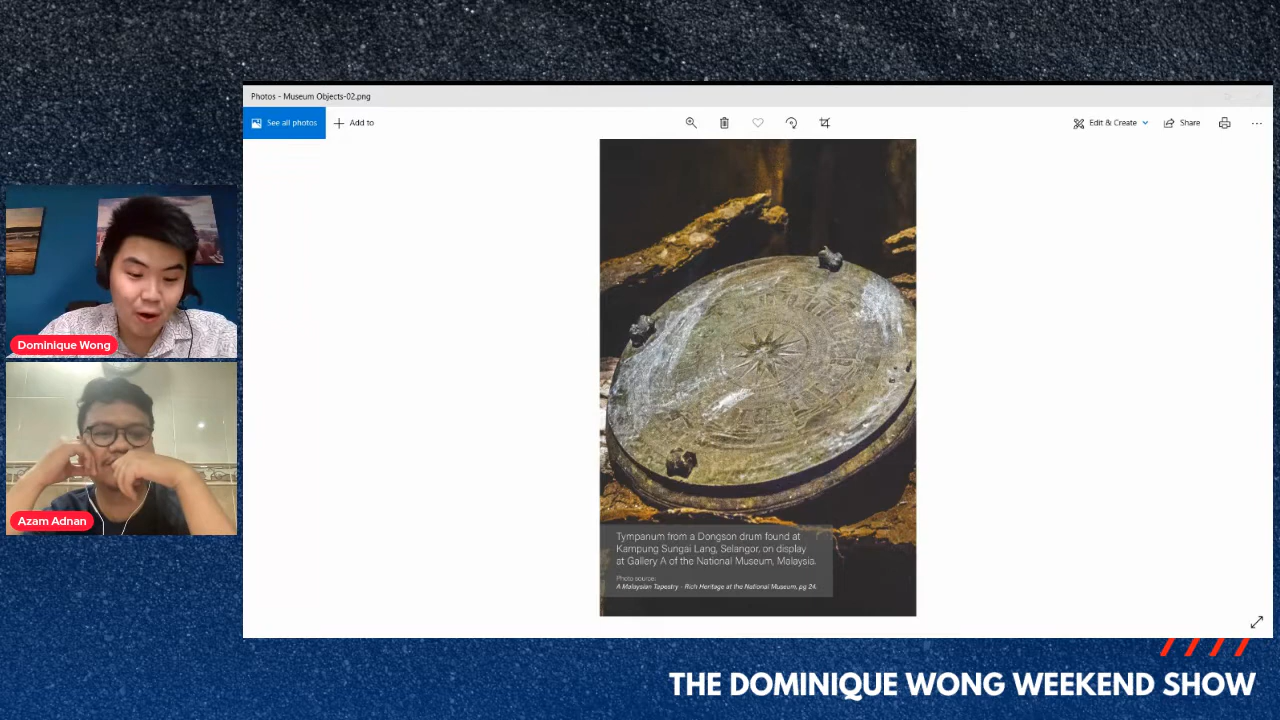 Photos - Museum Objects-02.png
See all photos
Add to
Edit & Create
Share
Dominique Wong
Azam Adnan
Tympanum from a Dongson drum found at
Kampung Sungai Lang, Selangor, on display
at Gallery A of the National Museum, Malaysia.
Photo source:
A Malaysian Tapestry - Rich Heritage at the National Museum, pg 24.
THE DOMINIQUE WONG WEEKEND SHOW